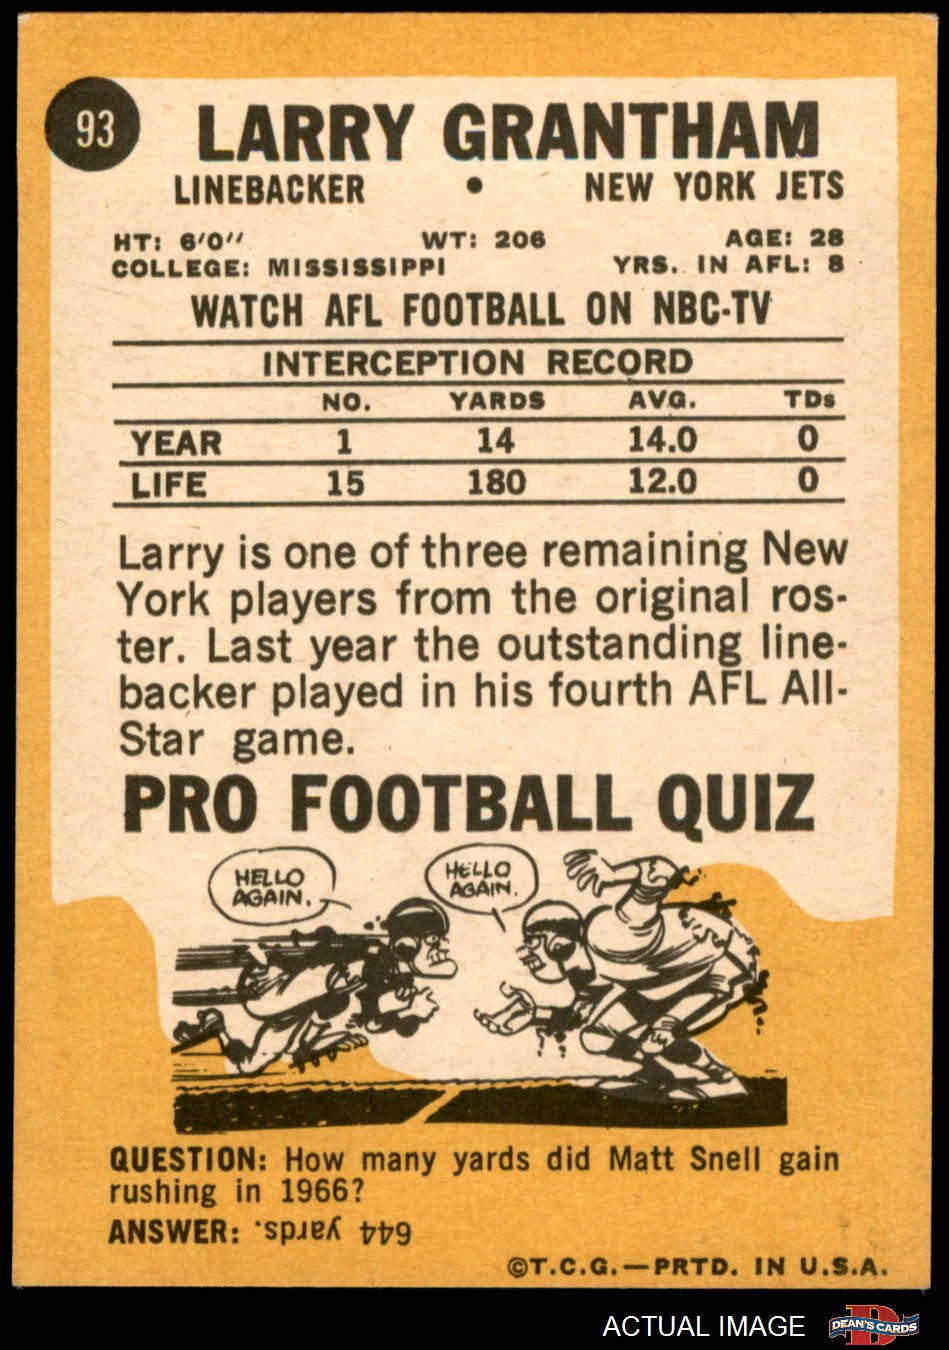 93
LARRY GRANTHAM
LINEBACKER • NEW YORK JETS
HT: 6'0'' WT: 206 AGE: 28
COLLEGE: MISSISSIPPI YRS. IN AFL: 8
WATCH AFL FOOTBALL ON NBC-TV
INTERCEPTION RECORD
NO. YARDS AVG. TDs
YEAR 1 14 14.0 0
LIFE 15 180 12.0 0
Larry is one of three remaining New
York players from the original ros-
ter. Last year the outstanding line-
backer played in his fourth AFL All-
Star game.
PRO FOOTBALL QUIZ
HELLO
AGAIN.
HELLO
AGAIN.
QUESTION: How many yards did Matt Snell gain
rushing in 1966?
ANSWER: 644 yards.
©T.C.G.—PRTD. IN U.S.A.
ACTUAL IMAGE
D
DEAN'S CARDS